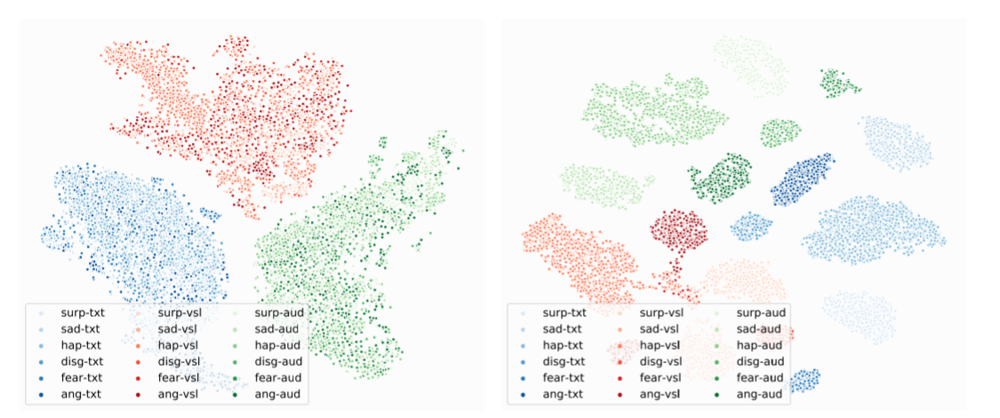 surp-txt surp-vsl surp-aud
sad-txt sad-vsl sad-aud
hap-txt hap-vsl hap-aud
disg-txt disg-vsl disg-aud
fear-txt fear-vsl fear-aud
ang-txt ang-vsl ang-aud
surp-txt surp-vsl surp-aud
sad-txt sad-vsl sad-aud
hap-txt hap-vsl hap-aud
disg-txt disg-vsl disg-aud
fear-txt fear-vsl fear-aud
ang-txt ang-vsl ang-aud